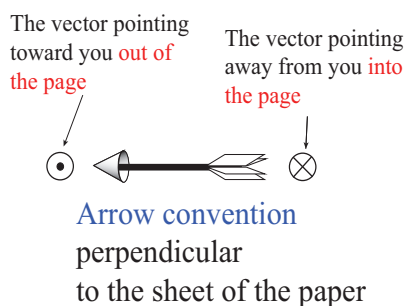 The vector pointing
toward you out of
the page
The vector pointing
away from you into
the page
Arrow convention
perpendicular
to the sheet of the paper